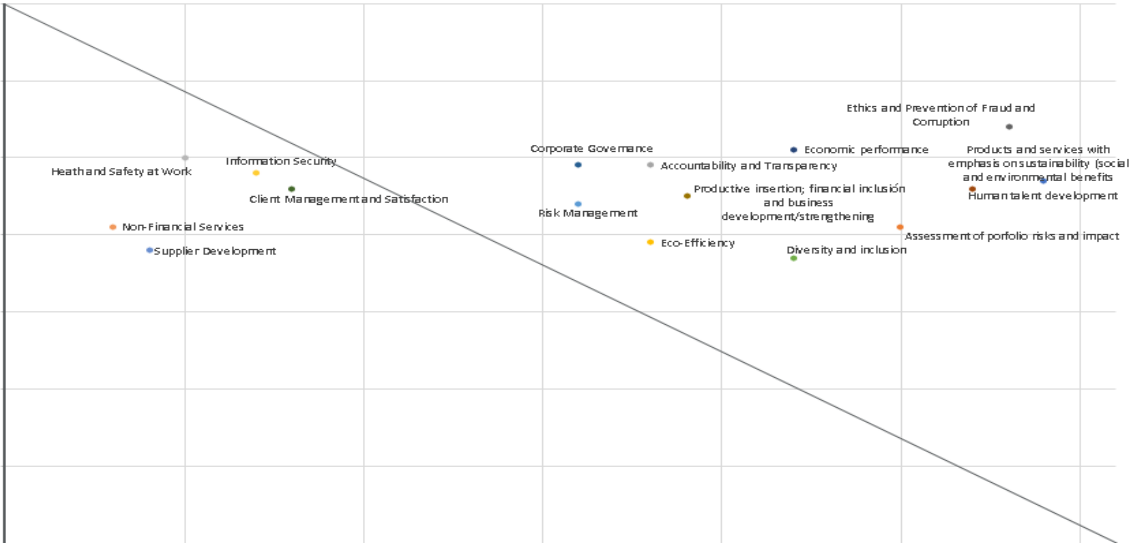 Ethics and Prevention of Fraud and
Corruption
Corporate Governance
Economic performance
Products and services with
emphasis on sustainability (social
and environmental benefits
Information Security
Heath and Safety at Work
Accountability and Transparency
Client Management and Satisfaction
Productive insertion; financial inclusión
and business
development/strengthening
Human talent development
Risk Management
Non-Financial Services
Supplier Development
Eco-Efficiency
Diversity and inclusion
Assessment of porfolio risks and impact